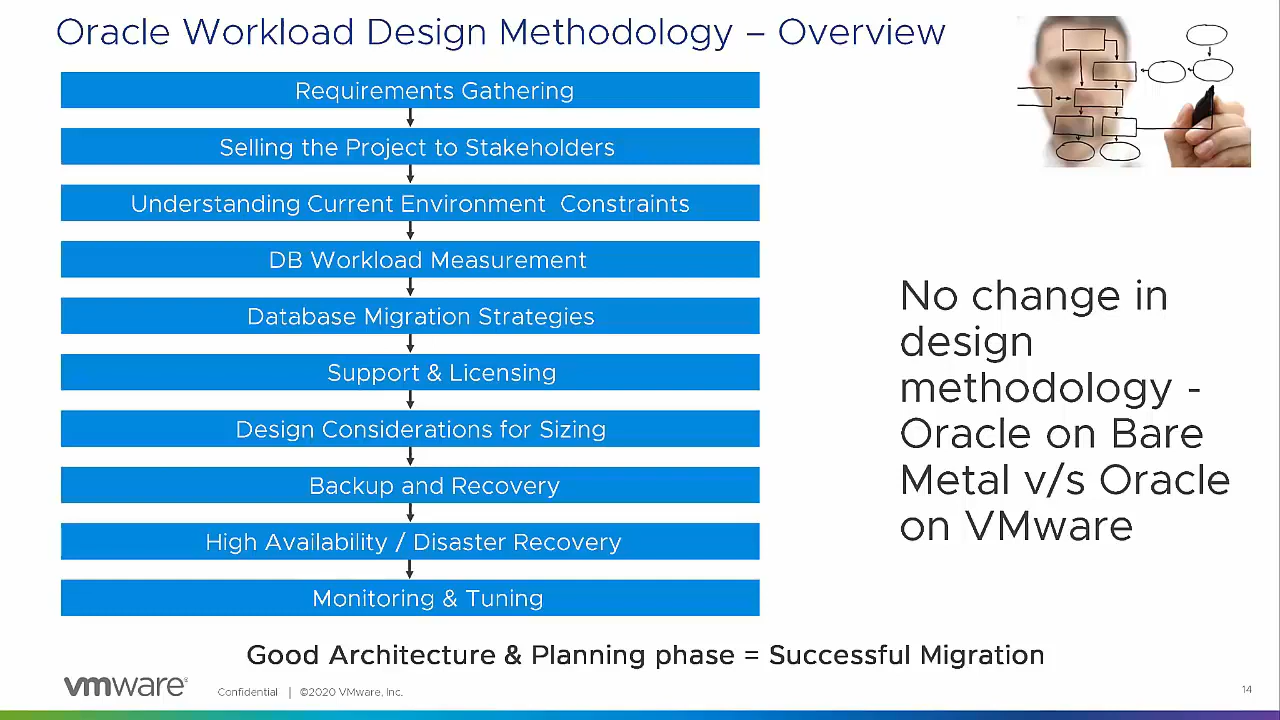 Oracle Workload Design Methodology – Overview
Requirements Gathering
Selling the Project to Stakeholders
Understanding Current Environment  Constraints
DB Workload Measurement
Database Migration Strategies
Support & Licensing
Design Considerations for Sizing
Backup and Recovery
High Availability / Disaster Recovery
Monitoring & Tuning
No change in
design
methodology -
Oracle on Bare
Metal v/s Oracle
on VMware
Good Architecture & Planning phase = Successful Migration
vmware®
Confidential | ©2020 VMware, Inc.
14